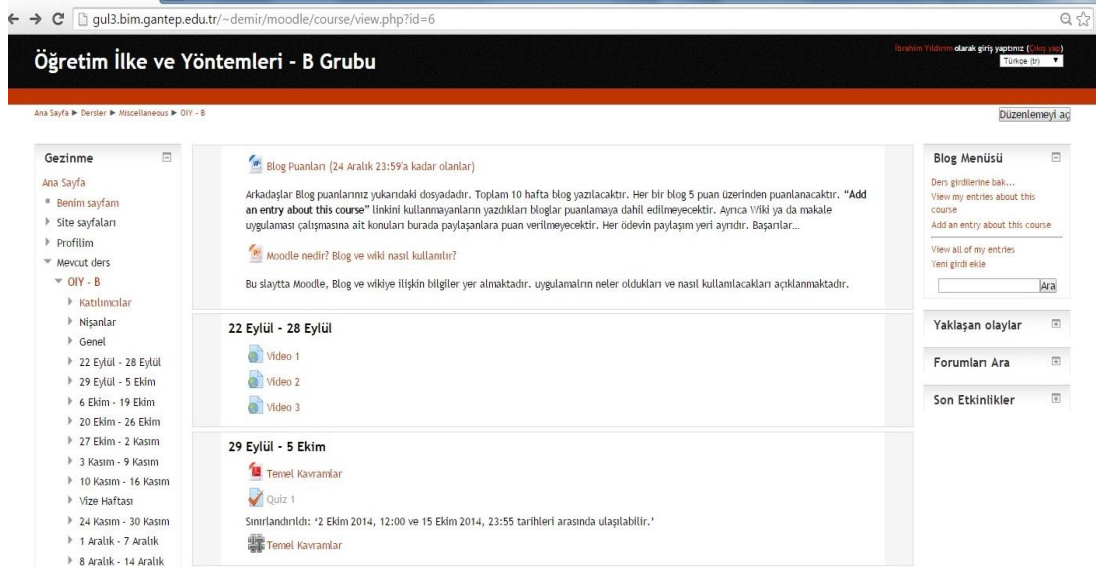 gul3.bim.gantep.edu.tr/~demir/moodle/course/view.php?id=6
Öğretim İlke ve Yöntemleri - B Grubu
İbrahim Yıldırım olarak giriş yaptınız (Çıkış yap)
Türkçe (tr)
Ana Sayfa ► Dersler ► Miscellaneous ► OIY - B
Düzenlemeyi aç
Gezinme
Ana Sayfa
Benim sayfam
Site sayfaları
Profilim
Mevcut ders
OIY - B
Katılımcılar
Nişanlar
Genel
22 Eylül - 28 Eylül
29 Eylül - 5 Ekim
6 Ekim - 19 Ekim
20 Ekim - 26 Ekim
27 Ekim - 2 Kasım
3 Kasım - 9 Kasım
10 Kasım - 16 Kasım
Vize Haftası
24 Kasım - 30 Kasım
1 Aralık - 7 Aralık
8 Aralık - 14 Aralık
Blog Puanları (24 Aralık 23:59'a kadar olanlar)
Arkadaşlar Blog puanlarınız yukarıdaki dosyadadır. Toplam 10 hafta blog yazılacaktır. Her bir blog 5 puan üzerinden puanlanacaktır. “Add
an entry about this course” linkini kullanmayanların yazdıkları bloglar puanlamaya dahil edilmeyecektir. Ayrıca Wiki ya da makale
uygulaması çalışmasına ait konuları burada paylaşanlara puan verilmeyecektir. Her ödevin paylaşım yeri ayrıdır. Başarılar...
Moodle nedir? Blog ve wiki nasıl kullanılır?
Bu slaytta Moodle, Blog ve wikiye ilişkin bilgiler yer almaktadır. uygulamalrın neler oldukları ve nasıl kullanılacakları açıklanmaktadır.
22 Eylül - 28 Eylül
Video 1
Video 2
Video 3
29 Eylül - 5 Ekim
Temel Kavramlar
Quiz 1
Sınırlandırıldı: ‘2 Ekim 2014, 12:00 ve 15 Ekim 2014, 23:55 tarihleri arasında ulaşılabilir.’
Temel Kavramlar
Blog Menüsü
Ders girdilerine bak...
View my entries about this
course
Add an entry about this course
View all of my entries
Yeni girdi ekle
Ara
Yaklaşan olaylar
Forumları Ara
Son Etkinlikler